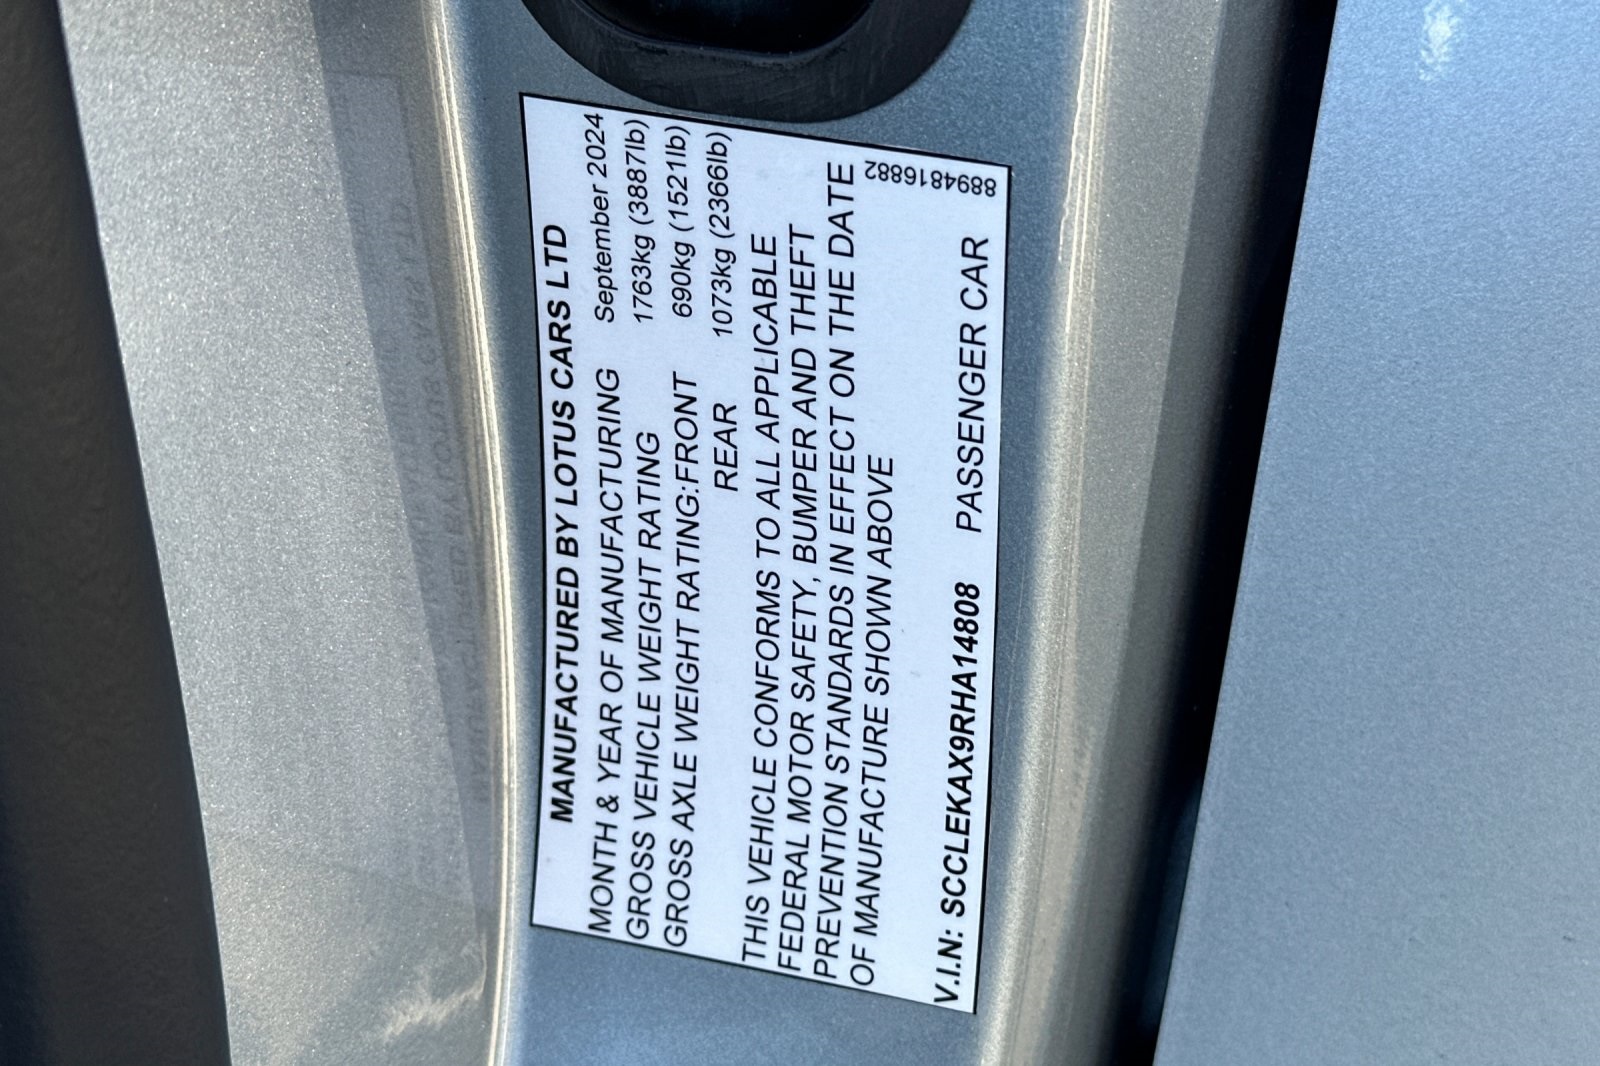 MANUFACTURED BY LOTUS CARS LTD
MONTH & YEAR OF MANUFACTURING September 2024
GROSS VEHICLE WEIGHT RATING 1763kg (3887lb)
GROSS AXLE WEIGHT RATING:FRONT 690kg (1521lb)
REAR 1073kg (2366lb)
THIS VEHICLE CONFORMS TO ALL APPLICABLE
FEDERAL MOTOR SAFETY, BUMPER AND THEFT
PREVENTION STANDARDS IN EFFECT ON THE DATE
OF MANUFACTURE SHOWN ABOVE
8894816882
V.I.N: SCCLEKAX9RHA14808 PASSENGER CAR